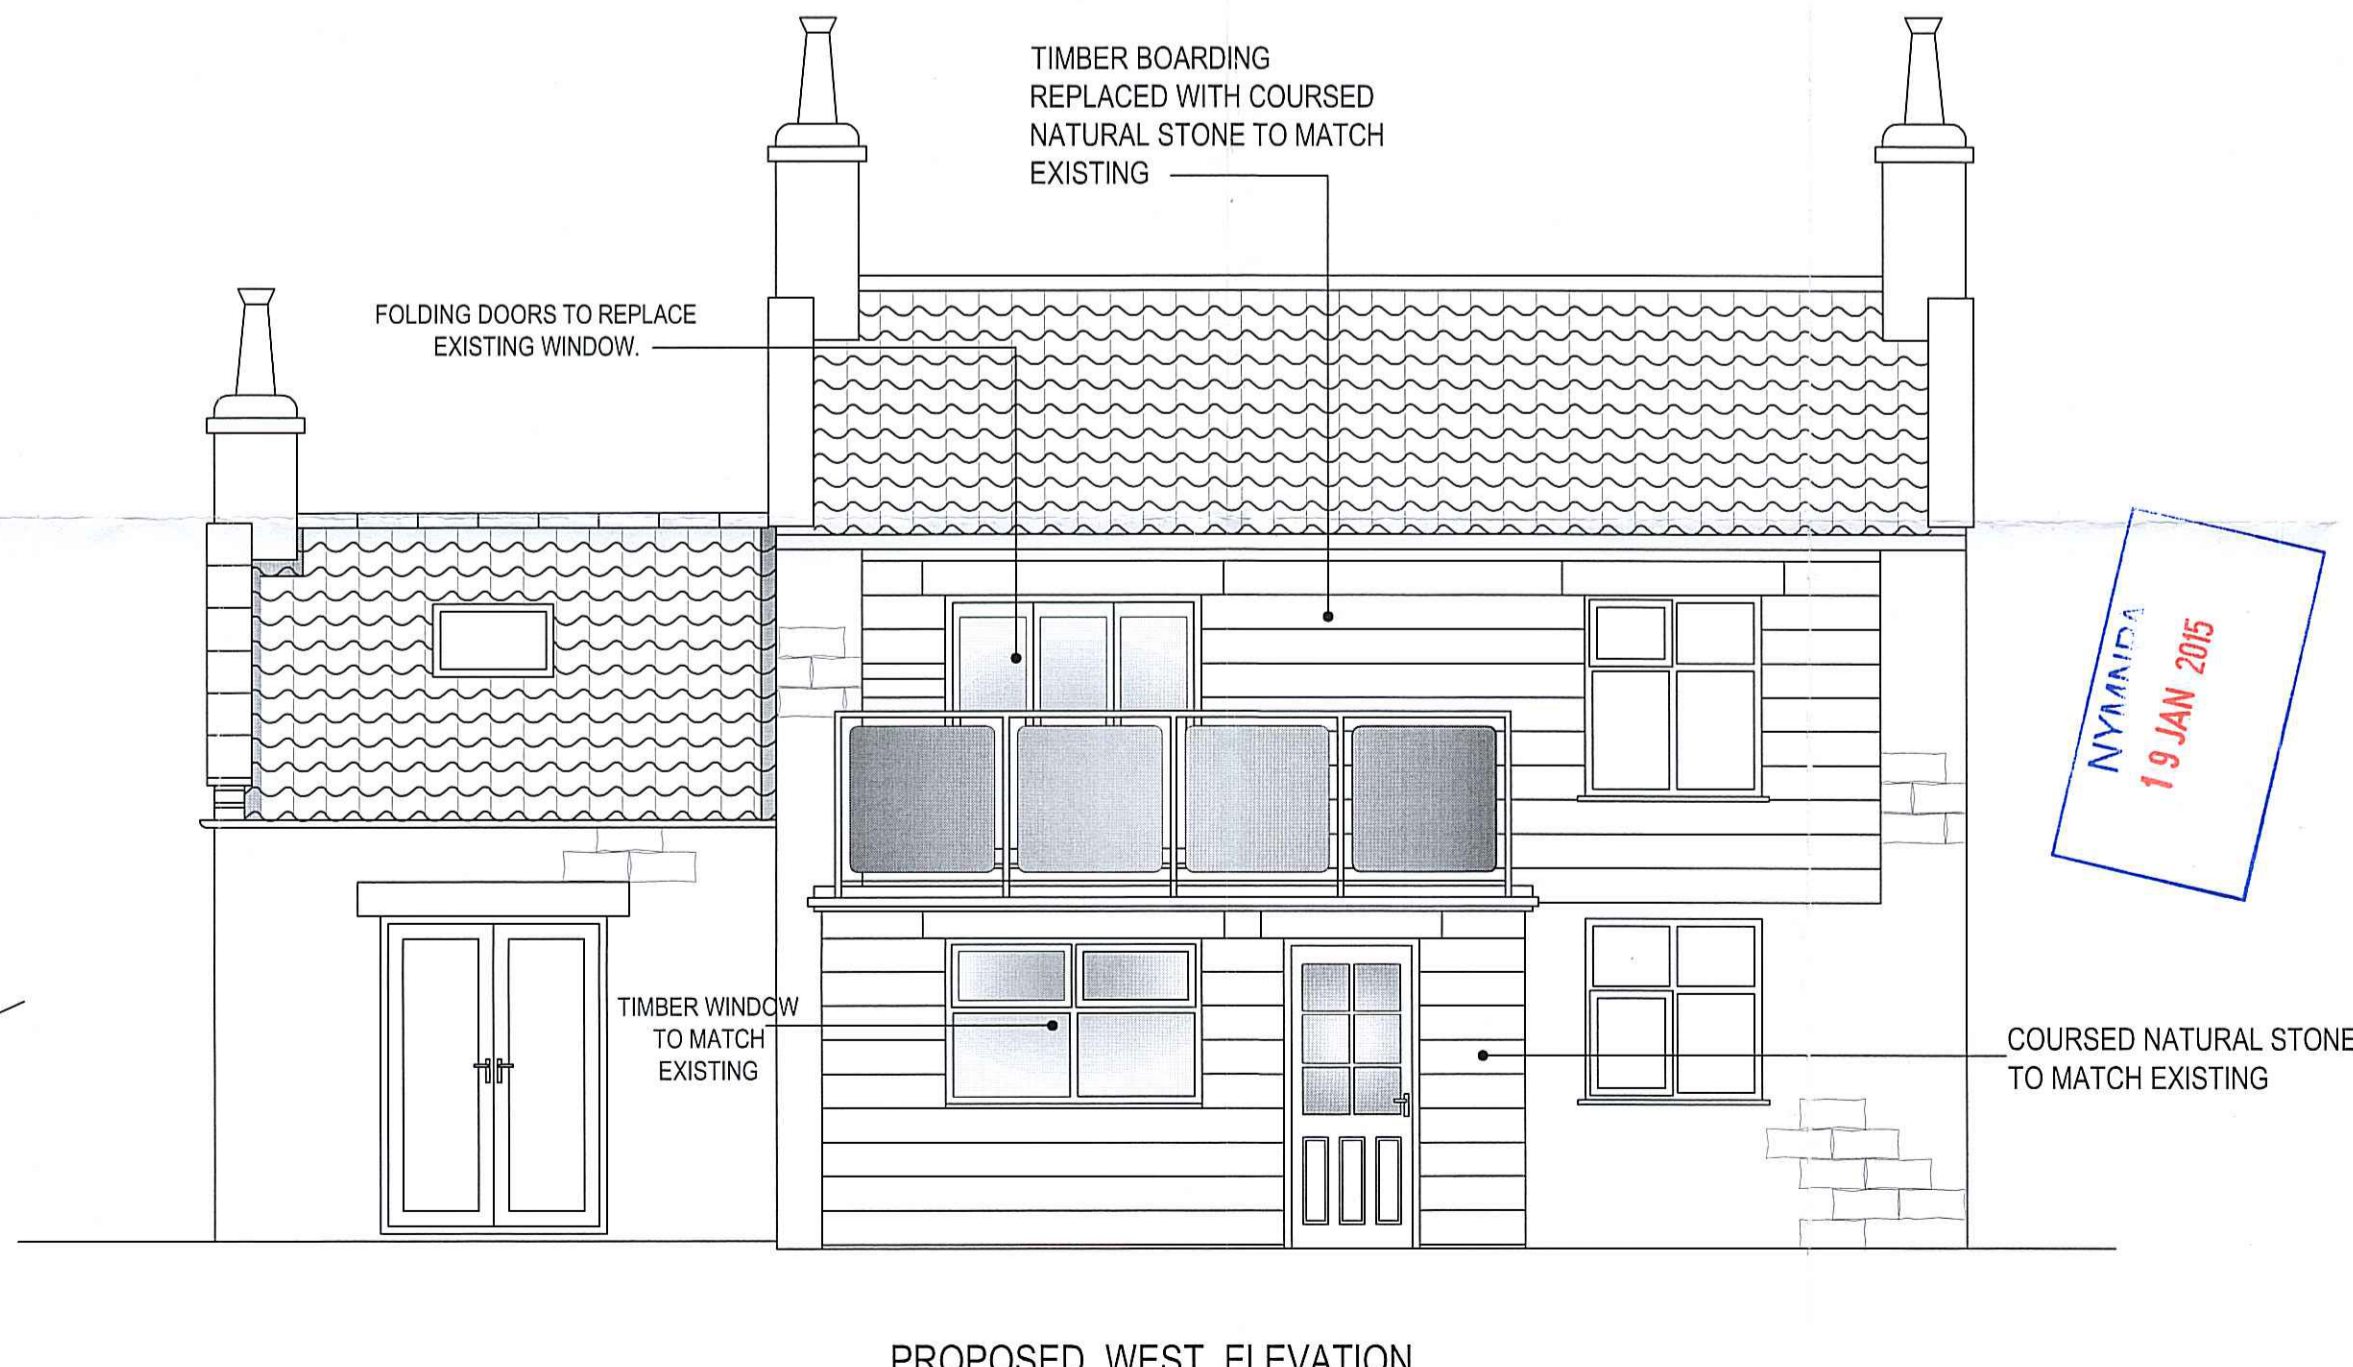 TIMBER BOARDING
REPLACED WITH COURSED
NATURAL STONE TO MATCH
EXISTING
FOLDING DOORS TO REPLACE
EXISTING WINDOW.
NYMNPA
19 JAN 2015
TIMBER WINDOW
TO MATCH
EXISTING
COURSED NATURAL STONE
TO MATCH EXISTING
PROPOSED WEST ELEVATION